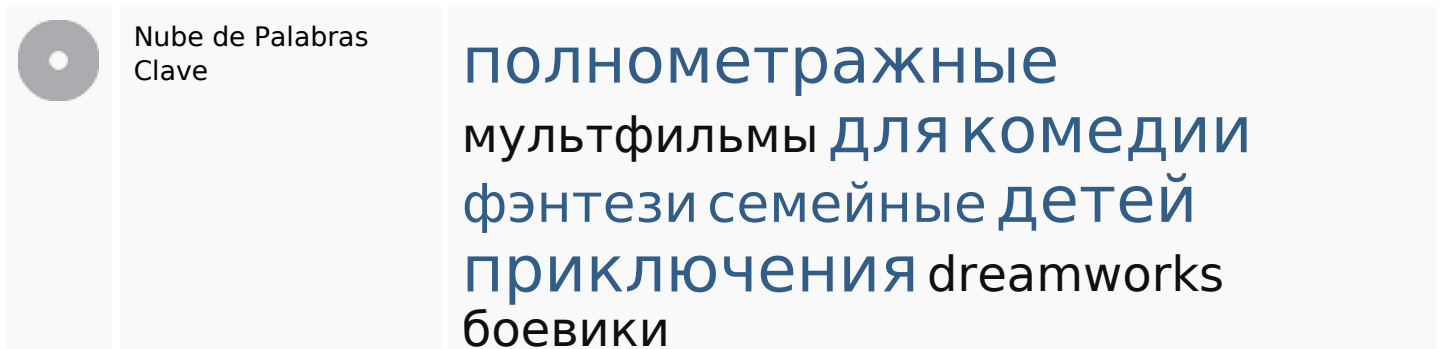 Nube de Palabras
Clave
полнометражные
мультфильмы для комедии
фэнтези семейные детей
приключения dreamworks
боевики